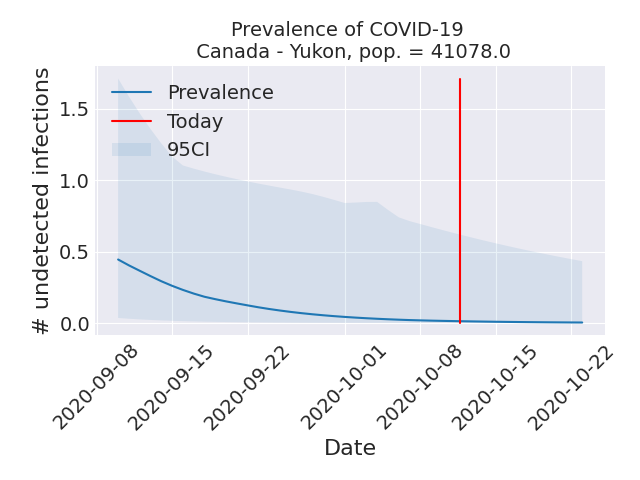 Prevalence of COVID-19
Canada - Yukon, pop. = 41078.0
# undetected infections
1.5
1.0
0.5
0.0
Prevalence
Today
95CI
2020-09-08
2020-09-15
2020-09-22
2020-10-01
2020-10-08
2020-10-15
2020-10-22
Date